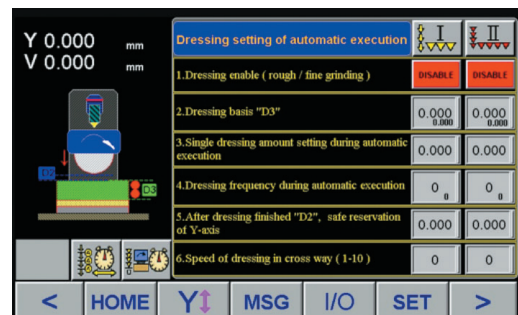 Y 0.000 mm
V 0.000 mm
D2
D3
Dressing setting of automatic execution I II
1.Dressing enable ( rough / fine grinding ) DISABLE DISABLE
2.Dressing basis "D3" 0.000 0.000 0.000 0.000
3.Single dressing amount setting during automatic
execution 0.000 0.000
4.Dressing frequency during automatic execution 0 0 0 0
5.After dressing finished "D2", safe reservation
of Y-axis 0.000 0.000
6.Speed of dressing in cross way ( 1-10 ) 0 0
< HOME Y MSG I/O SET >